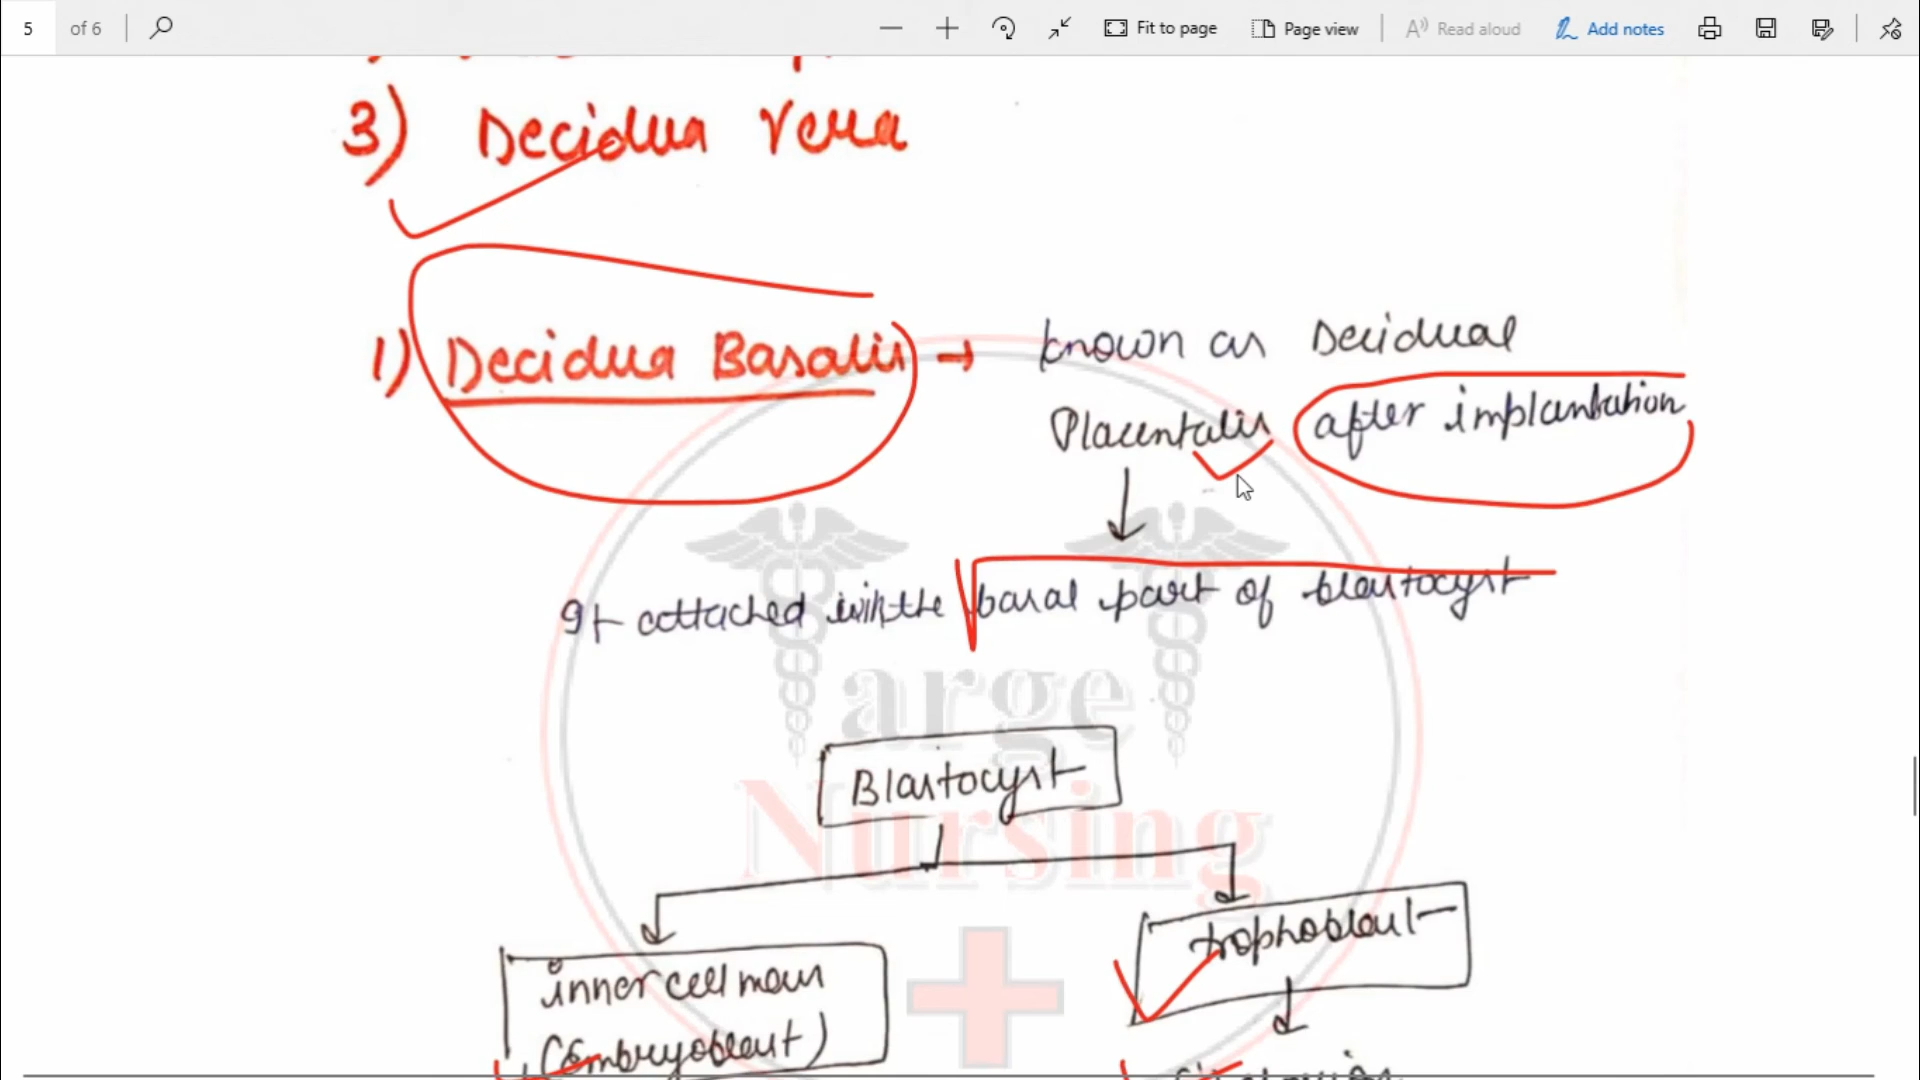 5 of 6 Fit to page Page view Read aloud Add notes
3) Decidua Vera
1) Decidua Basalis → known as Decidual
Placentalis after implantation
It attached with the basal part of blastocyst
arge
Nursing
Blastocyst
trophoblast
inner cell mass
(Embryoblast)